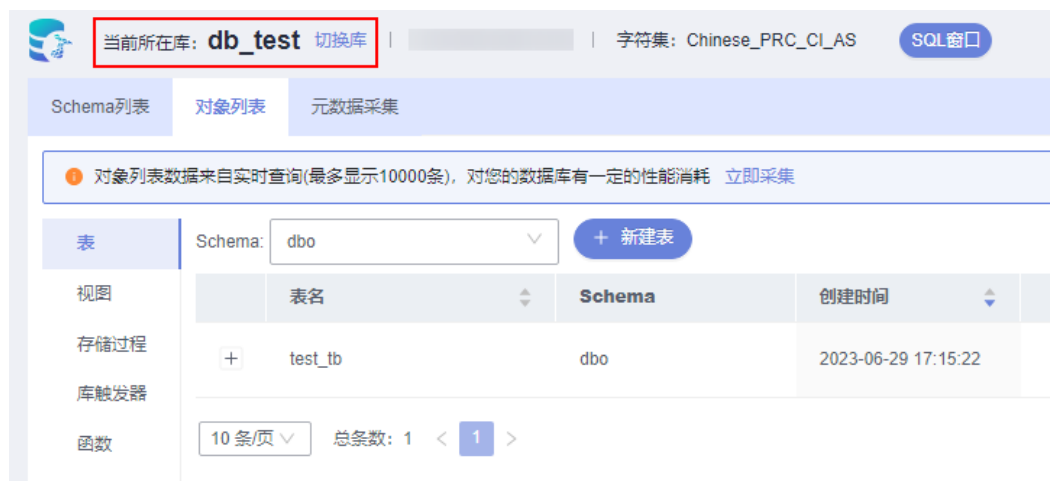 当前所在库: db_test 切换库 | | 字符集: Chinese_PRC_CI_AS SQL窗口
Schema列表 对象列表 元数据采集
对象列表数据来自实时查询(最多显示10000条), 对您的数据库有一定的性能消耗 立即采集
表 Schema: dbo + 新建表
视图 表名 Schema 创建时间
存储过程 test_tb dbo 2023-06-29 17:15:22
库触发器
函数 10 条/页 总条数: 1 < 1 >